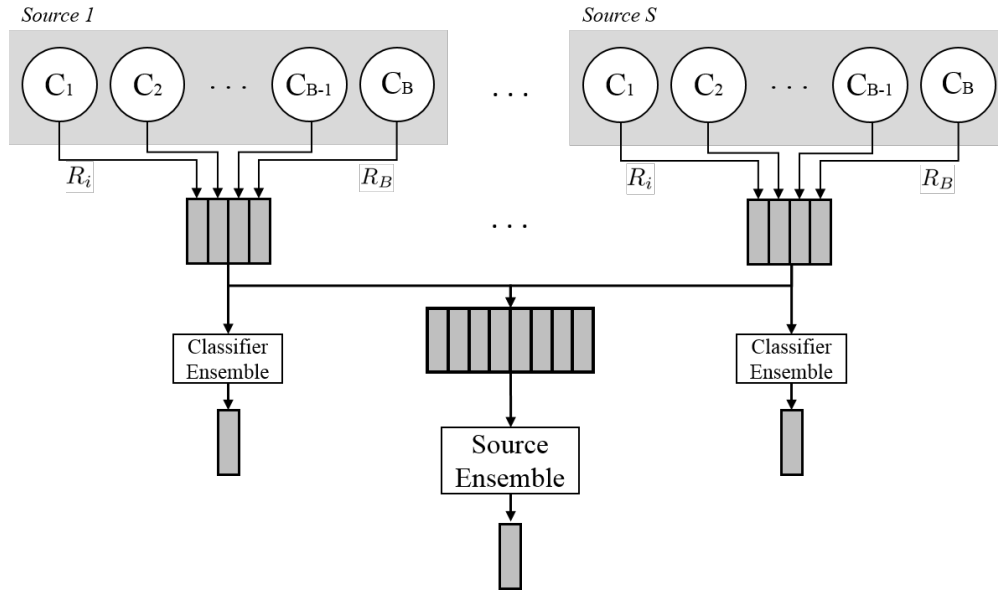 Source 1
Source S
C1 C2 . . . CB-1 CB
. . .
C1 C2 . . . CB-1 CB
Ri RB
Ri RB
. . .
Classifier
Ensemble
Classifier
Ensemble
Source
Ensemble